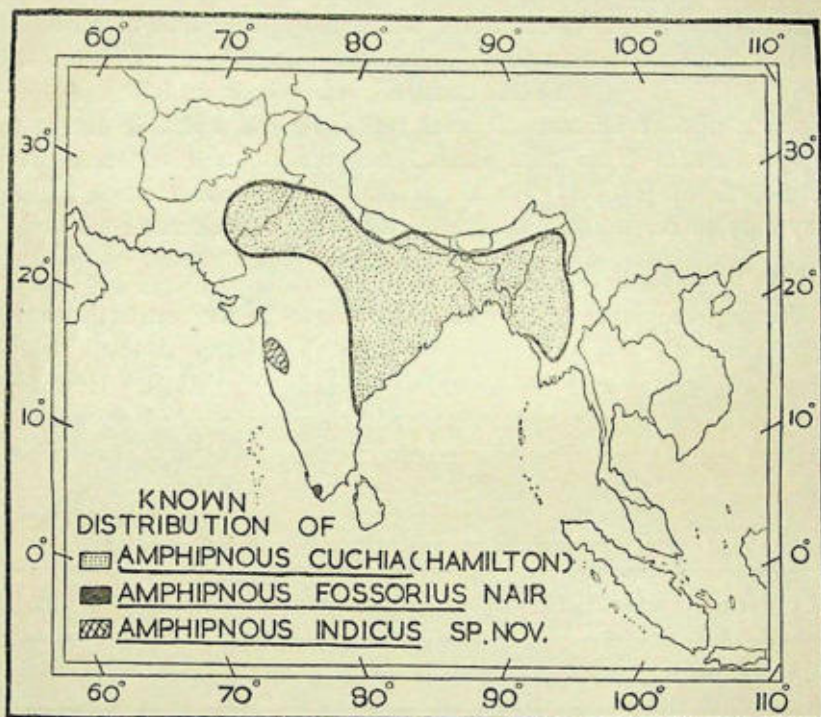 60° 70° 80° 90° 100° 110°
30° 30°
20° 20°
10° 10°
0° 0°
KNOWN
DISTRIBUTION OF
AMPHIPNOUS CUCHIA (HAMILTON)
AMPHIPNOUS FOSSORIUS NAIR
AMPHIPNOUS INDICUS SP. NOV.
60° 70° 80° 90° 100° 110°